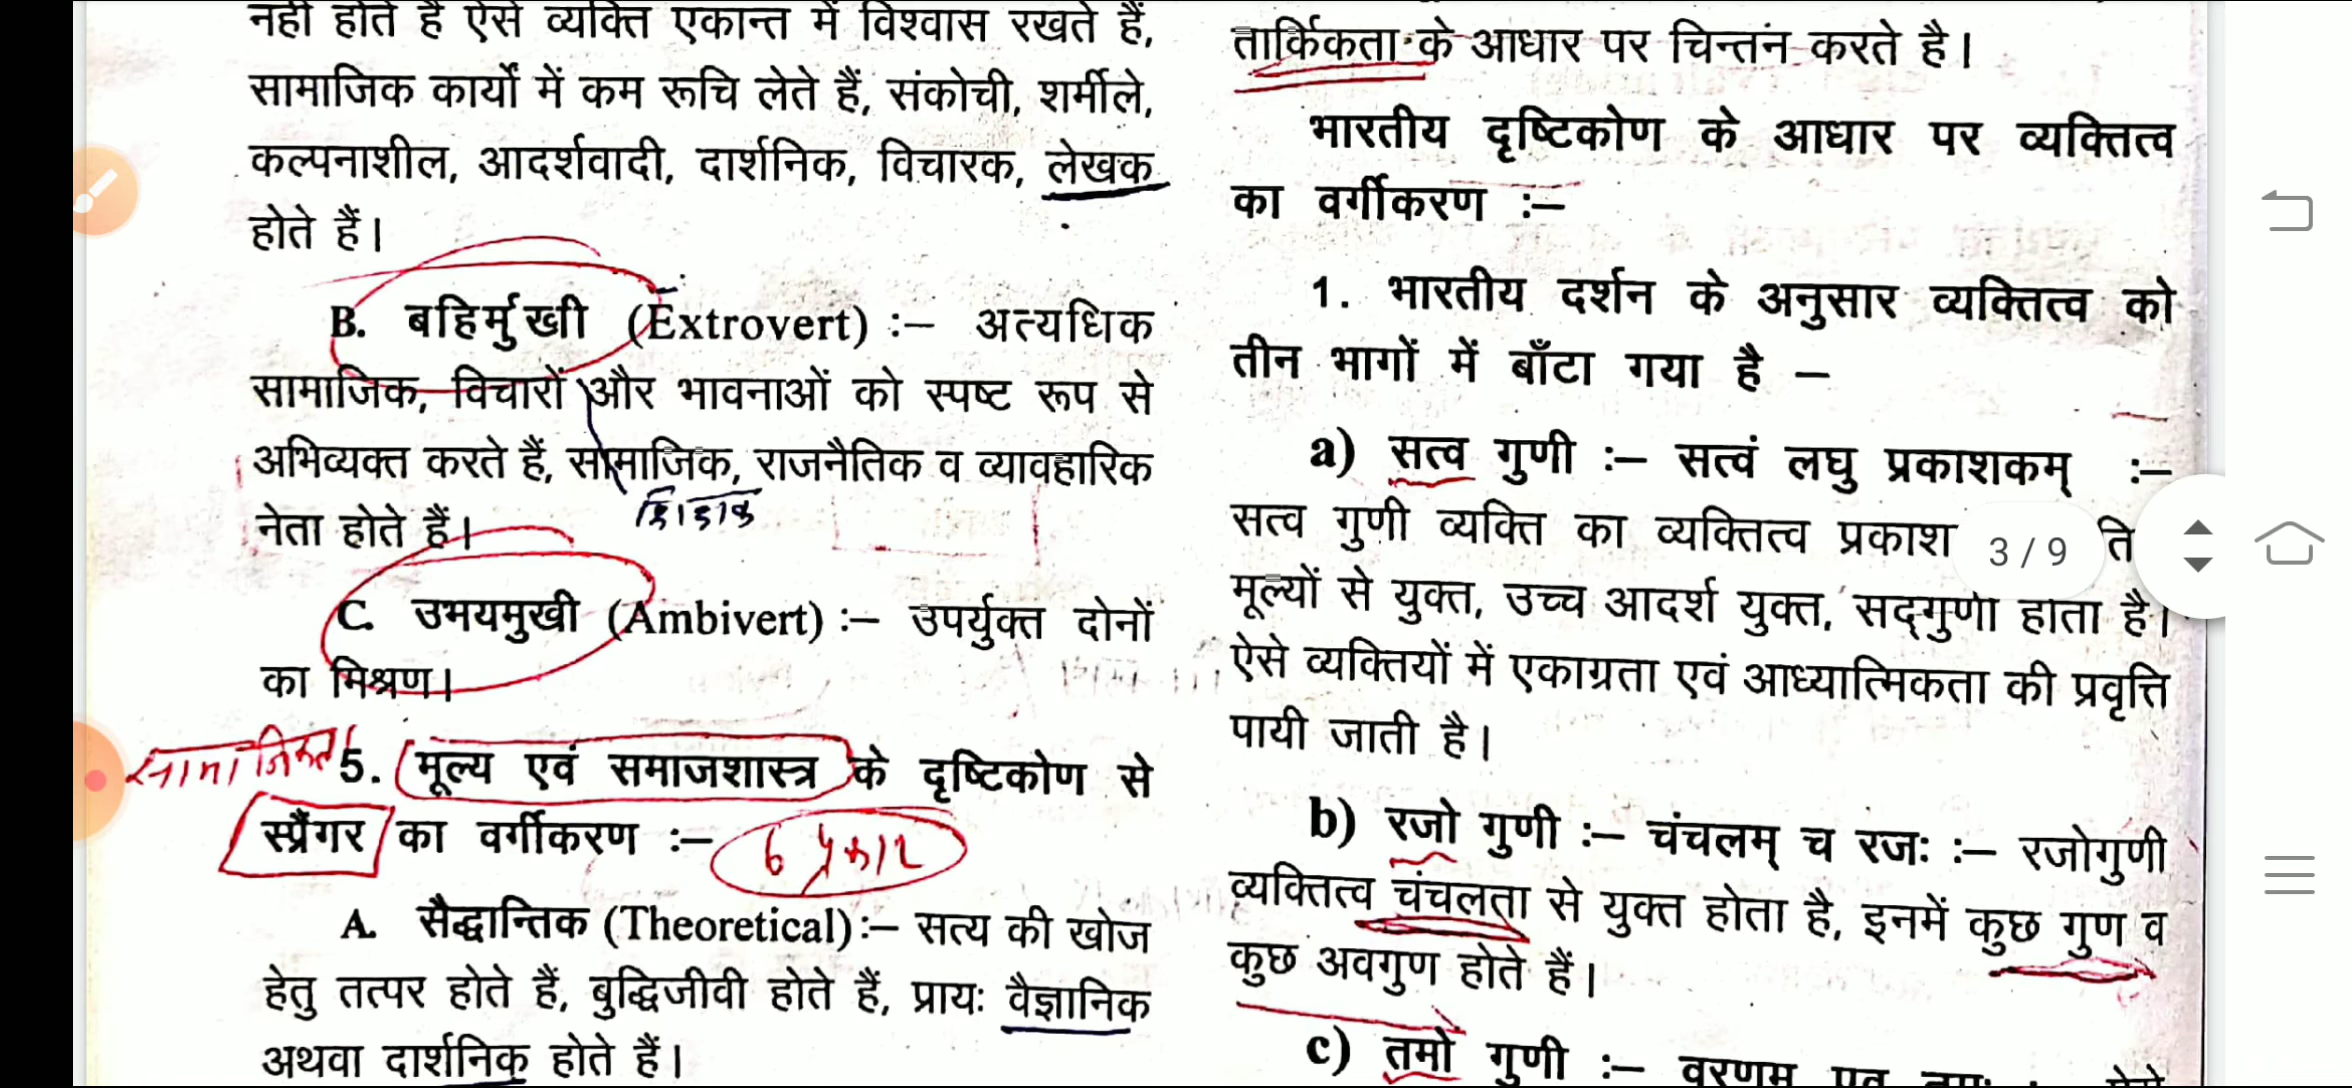 नहीं होते हैं ऐसे व्यक्ति एकान्त में विश्वास रखते हैं,
सामाजिक कार्यों में कम रूचि लेते हैं, संकोची, शर्मीले,
कल्पनाशील, आदर्शवादी, दार्शनिक, विचारक, लेखक
होते हैं।
B. बहिर्मुखी (Extrovert) :– अत्यधिक
सामाजिक, विचारों और भावनाओं को स्पष्ट रूप से
अभिव्यक्त करते हैं, सामाजिक, राजनैतिक व व्यावहारिक
नेता होते हैं।
C. उभयमुखी (Ambivert) :– उपर्युक्त दोनों
का मिश्रण।
सामाजिकता
5. मूल्य एवं समाजशास्त्र के दृष्टिकोण से
स्प्रैंगर का वर्गीकरण :– 6 प्रकार
A. सैद्धान्तिक (Theoretical):– सत्य की खोज
हेतु तत्पर होते हैं, बुद्धिजीवी होते हैं, प्रायः वैज्ञानिक
अथवा दार्शनिक होते हैं।
तार्किकता के आधार पर चिन्तन करते है।
भारतीय दृष्टिकोण के आधार पर व्यक्तित्व
का वर्गीकरण :–
1. भारतीय दर्शन के अनुसार व्यक्तित्व को
तीन भागों में बाँटा गया है –
a) सत्व गुणी :– सत्वं लघु प्रकाशकम् :–
सत्व गुणी व्यक्ति का व्यक्तित्व प्रकाश ति
3 / 9
मूल्यों से युक्त, उच्च आदर्श युक्त, सद्गुणी होता है।
ऐसे व्यक्तियों में एकाग्रता एवं आध्यात्मिकता की प्रवृत्ति
पायी जाती है।
b) रजो गुणी :– चंचलम् च रजः :– रजोगुणी
व्यक्तित्व चंचलता से युक्त होता है, इनमें कुछ गुण व
कुछ अवगुण होते हैं।
c) तमो गुणी :–